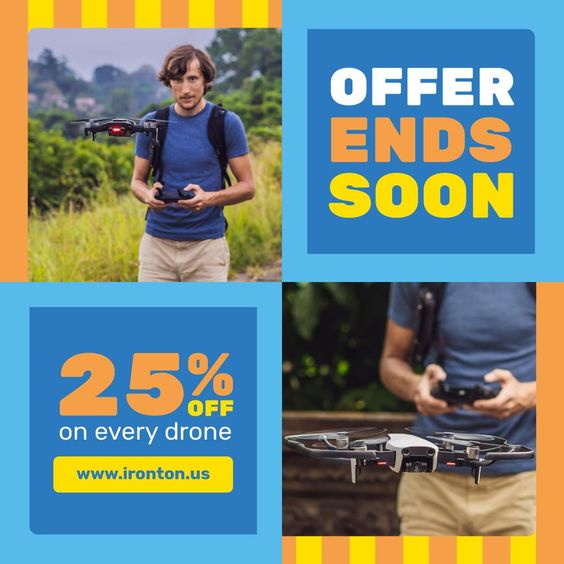 OFFER
ENDS
SOON
25%
OFF
on every drone
www.ironton.us